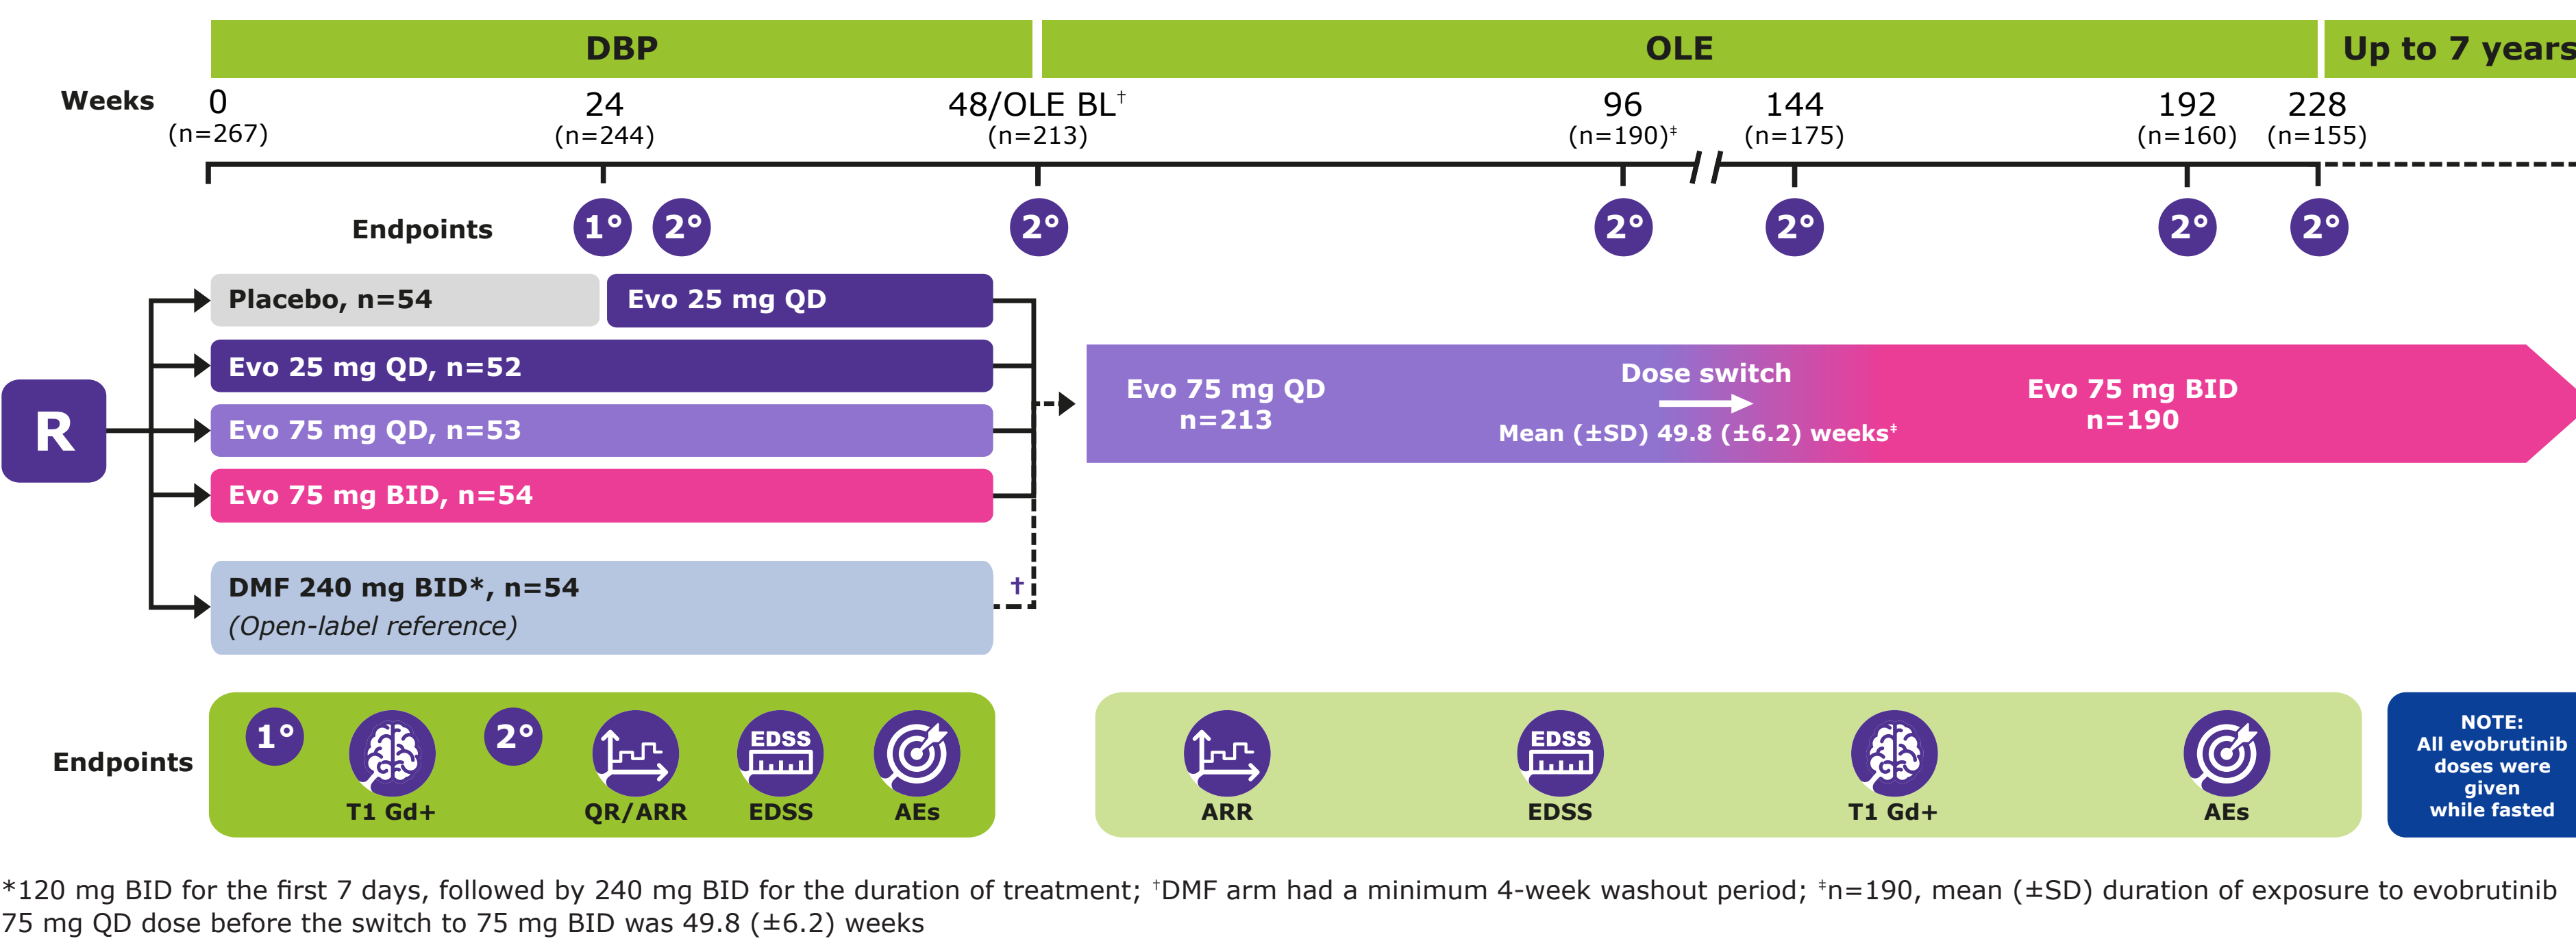 DBP
OLE
Up to 7 years
Weeks
0
(n=267)
24
(n=244)
48/OLE BL†
(n=213)
96
(n=190)‡
144
(n=175)
192
(n=160)
228
(n=155)
Endpoints
1°
2°
2°
2°
2°
2°
2°
R
Placebo, n=54
Evo 25 mg QD
Evo 25 mg QD, n=52
Evo 75 mg QD, n=53
Evo 75 mg BID, n=54
DMF 240 mg BID*, n=54
(Open-label reference)
†
Evo 75 mg QD
n=213
Dose switch
Mean (±SD) 49.8 (±6.2) weeks‡
Evo 75 mg BID
n=190
Endpoints
1°
T1 Gd+
2°
QR/ARR
EDSS
EDSS
AEs
ARR
EDSS
EDSS
T1 Gd+
AEs
NOTE:
All evobrutinib
doses were
given
while fasted
*120 mg BID for the first 7 days, followed by 240 mg BID for the duration of treatment; †DMF arm had a minimum 4-week washout period; ‡n=190, mean (±SD) duration of exposure to evobrutinib
75 mg QD dose before the switch to 75 mg BID was 49.8 (±6.2) weeks